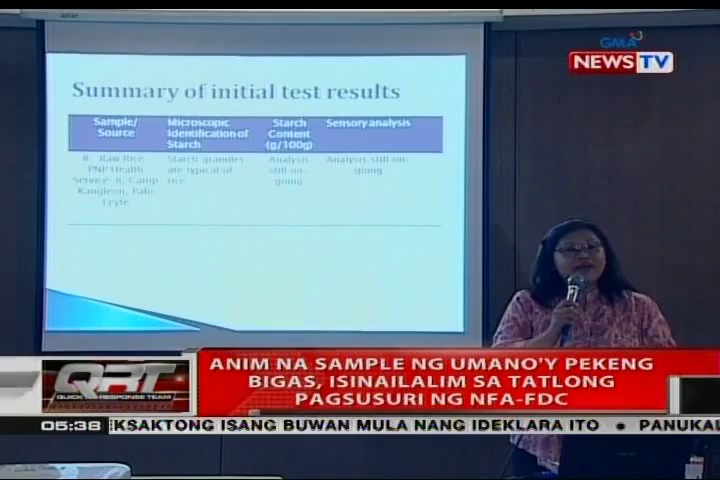 GMA
NEWS TV
Summary of initial test results
Sample/
Source
Microscopic
Identification of
Starch
Starch
Content
(g/100g)
Sensory analysis
Raw Rice
PNP Health
Service- 8, Camp
Kangleon, Palo,
Leyte
Starch granules
are typical of
rice
Analysis
still on-
going
Analysis still on-
going
QRT
QUICK RESPONSE TEAM
ANIM NA SAMPLE NG UMANO'Y PEKENG
BIGAS, ISINAILALIM SA TATLONG
PAGSUSURI NG NFA-FDC
05:38 EKSAKTONG ISANG BUWAN MULA NANG IDEKLARA ITO • PANUKAL